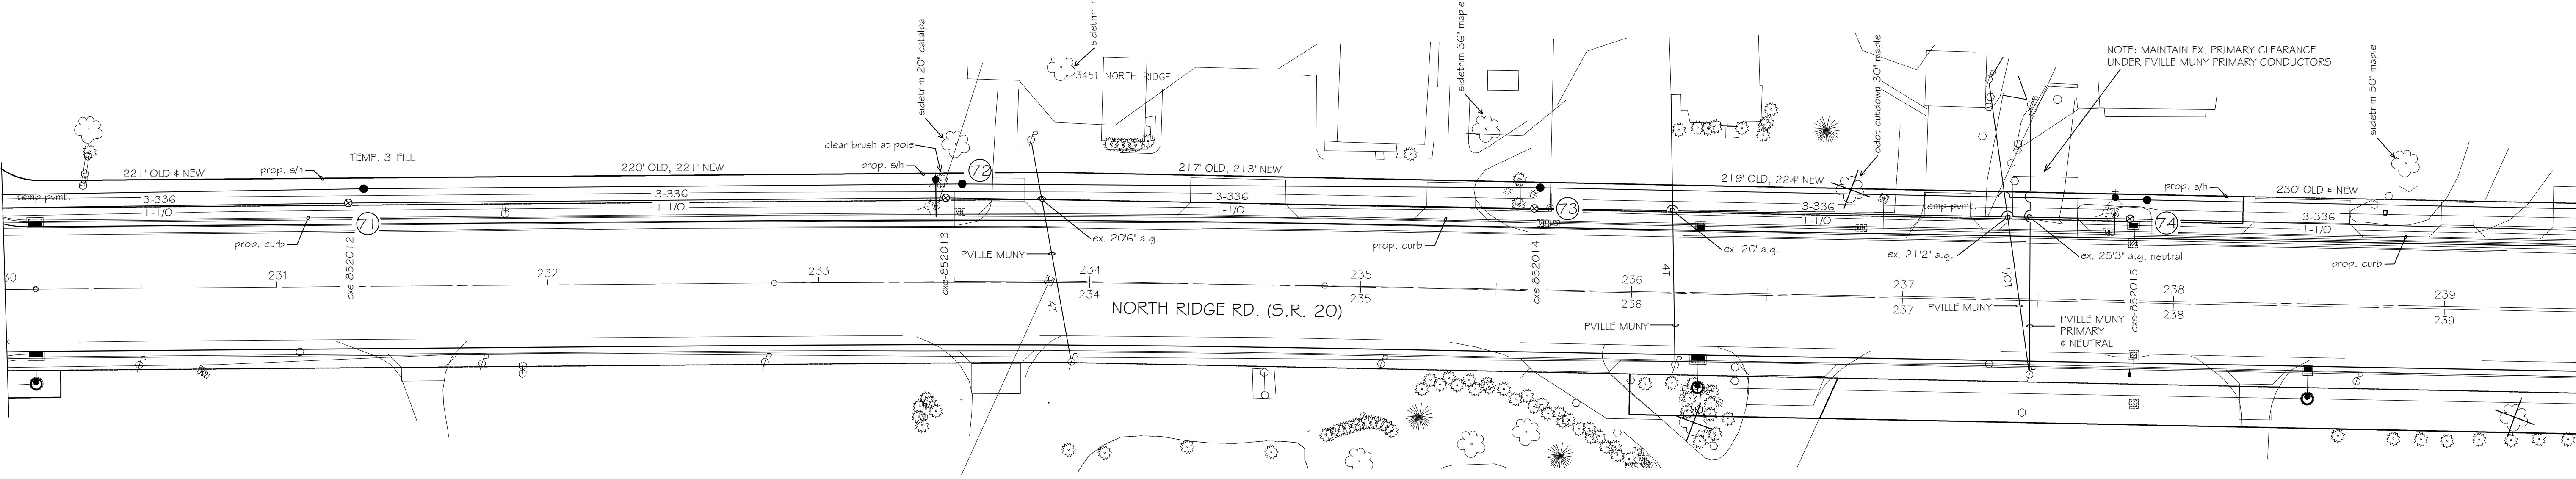 sidetrim 20" catalpa
3451 NORTH RIDGE
sidetrim 36" maple
odot cutdown 30" maple
NOTE: MAINTAIN EX. PRIMARY CLEARANCE
UNDER PVILLE MUNY PRIMARY CONDUCTORS
sidetrim 50" maple
TEMP. 3' FILL
clear brush at pole
221' OLD & NEW
prop. s/h
220' OLD, 221' NEW
prop. s/h
72
217' OLD, 213' NEW
219' OLD, 224' NEW
prop. s/h
230' OLD & NEW
temp pvmt.
3-336
1-1/0
3-336
1-1/0
3-336
1-1/0
73
3-336
1-1/0
temp pvmt.
74
3-336
1-1/0
71
prop. curb
cxe-852012
cxe-852013
PVILLE MUNY
ex. 20'6" a.g.
prop. curb
cxe-852014
ex. 20' a.g.
ex. 21'2" a.g.
ex. 25'3" a.g. neutral
cxe-852015
prop. curb
30
231
232
233
234
234
4T
235
235
236
236
4T
237
237
1/0T
238
238
239
239
NORTH RIDGE RD. (S.R. 20)
PVILLE MUNY
PVILLE MUNY
PVILLE MUNY
PRIMARY
& NEUTRAL